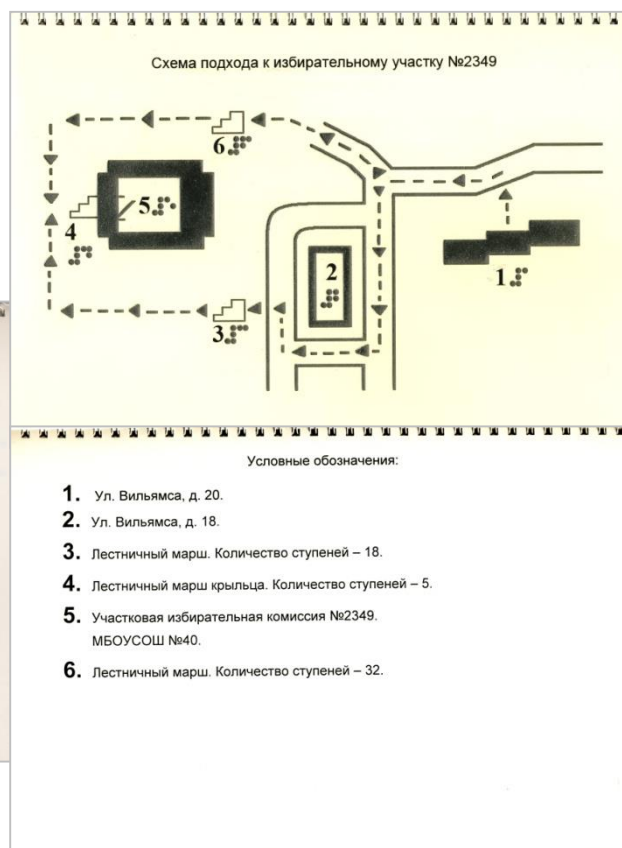 Схема подхода к избирательному участку №2349
6
5
4
2
1
3
Условные обозначения:
1. Ул. Вильямса, д. 20.
2. Ул. Вильямса, д. 18.
3. Лестничный марш. Количество ступеней – 18.
4. Лестничный марш крыльца. Количество ступеней – 5.
5. Участковая избирательная комиссия №2349.
МБОУСОШ №40.
6. Лестничный марш. Количество ступеней – 32.